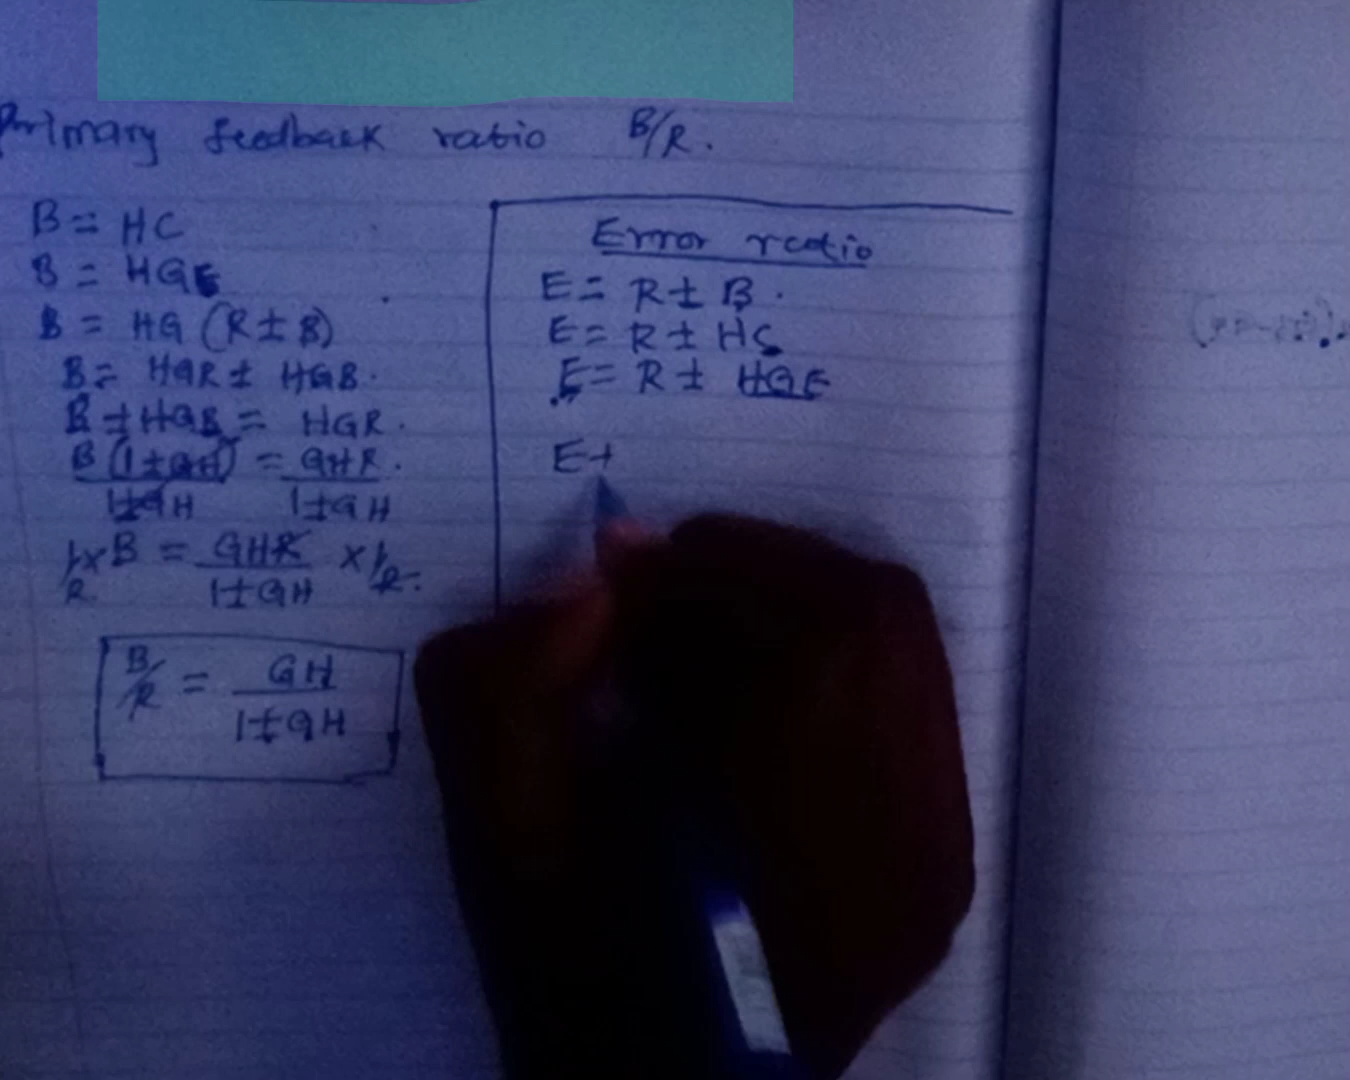 Primary feedback ratio B/R.
B = HC
B = HGE
B = HG (R ± B)
B = HGR ± HGB.
B ± HGB = HGR.
B (1 ± GH) = GHR.
1 ± GH 1 ± GH
1/R × B = GHR × 1/R.
1 ± GH
B/R = GH
1 ± GH
Error ratio
E = R ± B.
E = R ± HC
E = R ± HGE
E +